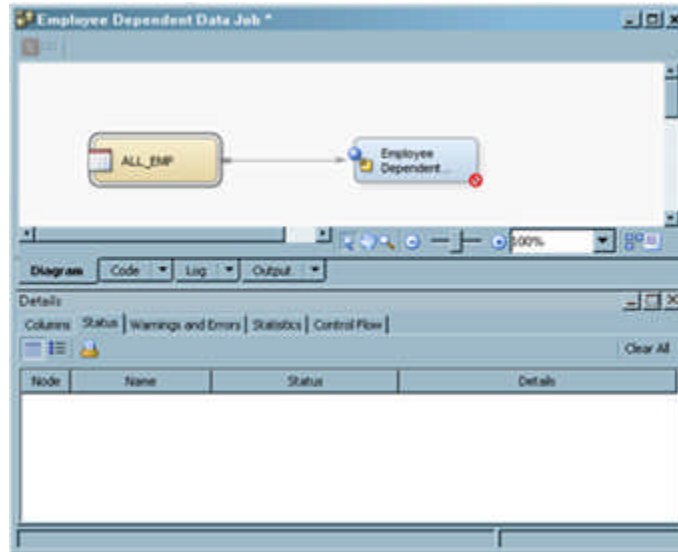 Employee Dependent Data Job *
ALL_EMP
Employee
Dependent...
100%
Diagram Code Log Output
Details
Columns Status Warnings and Errors Statistics Control Flow
Clear All
Node Name Status Details